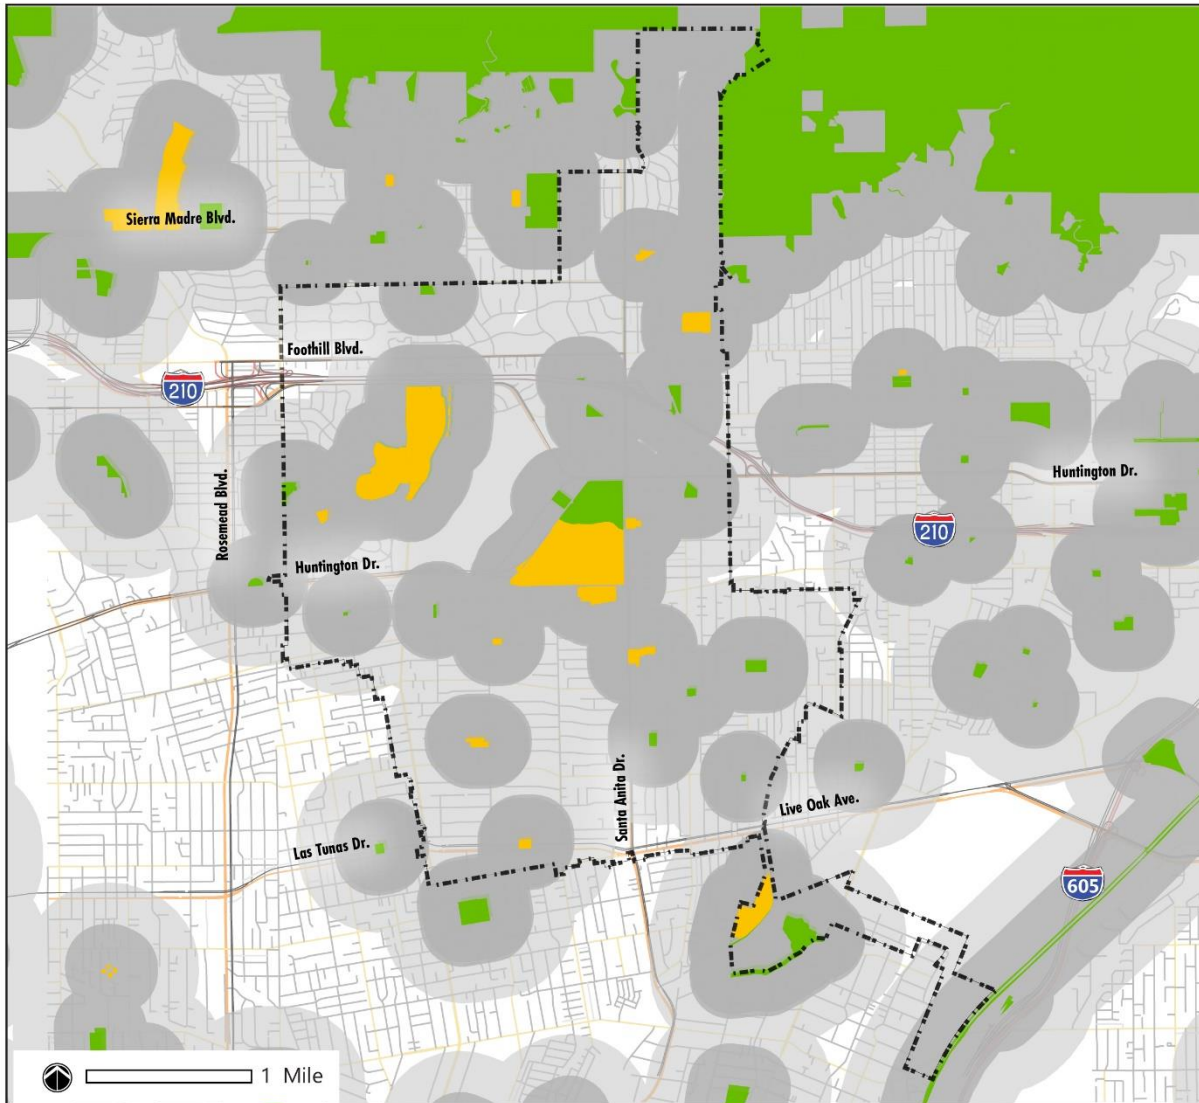 Sierra Madre Blvd.
Foothill Blvd.
210
Rosemead Blvd.
Huntington Dr.
210
Huntington Dr.
Santa Anita Dr.
Live Oak Ave.
Las Tunas Dr.
605
1 Mile